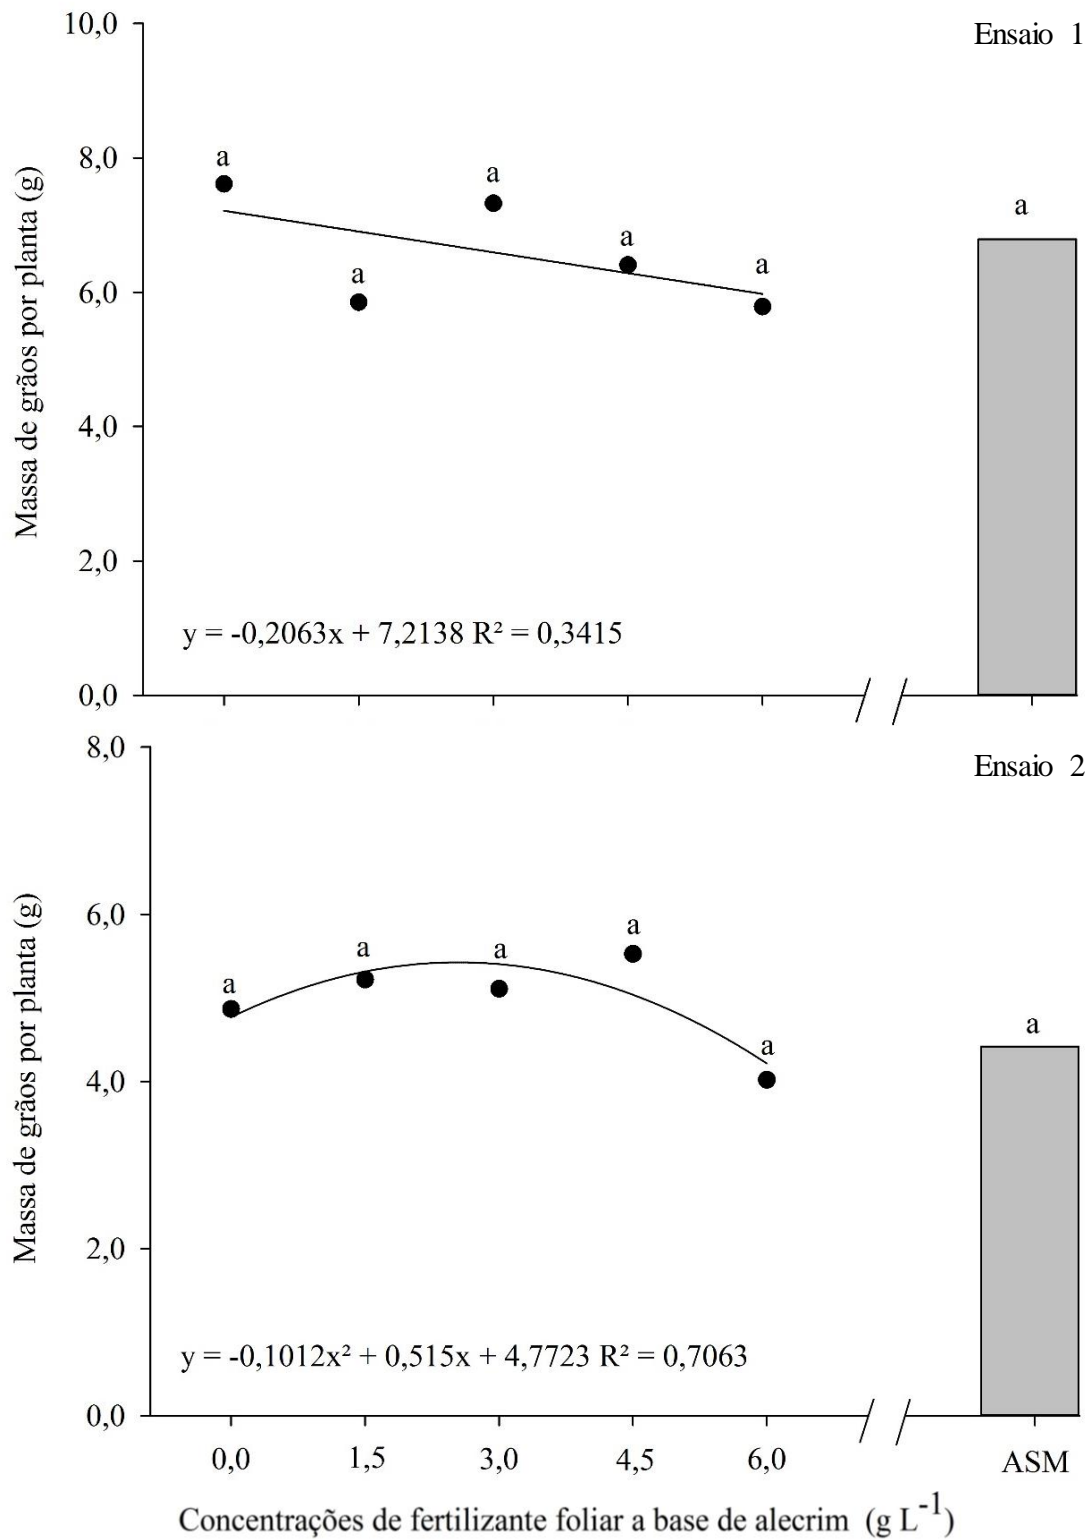 10,0
Ensaio 1
a
a
8,0
a
a
a
a
6,0
4,0
2,0
0,0
Massa de grãos por planta (g)
y = -0,2063x + 7,2138 R² = 0,3415
8,0
Ensaio 2
6,0
a
a
a
a
a
a
4,0
2,0
0,0
Massa de grãos por planta (g)
y = -0,1012x² + 0,515x + 4,7723 R² = 0,7063
0,0 1,5 3,0 4,5 6,0 ASM
Concentrações de fertilizante foliar a base de alecrim (g L⁻¹)